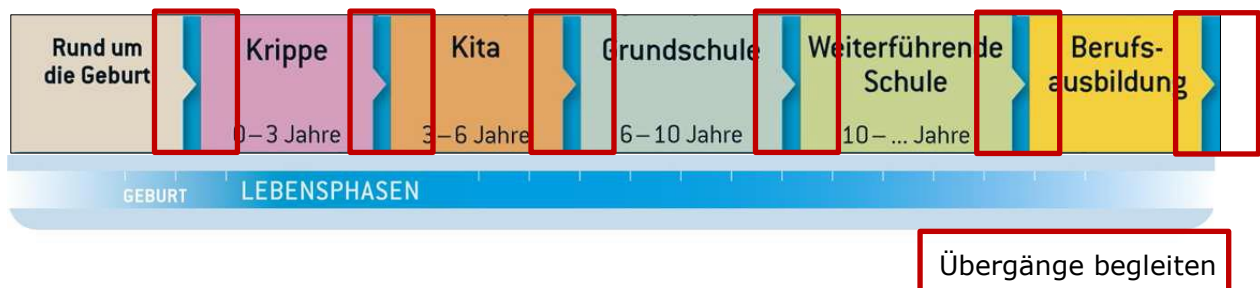 Rund um
die Geburt
Krippe
0–3 Jahre
Kita
3–6 Jahre
Grundschule
6–10 Jahre
Weiterführende
Schule
10– ... Jahre
Berufs-
ausbildung
GEBURT
LEBENSPHASEN
Übergänge begleiten